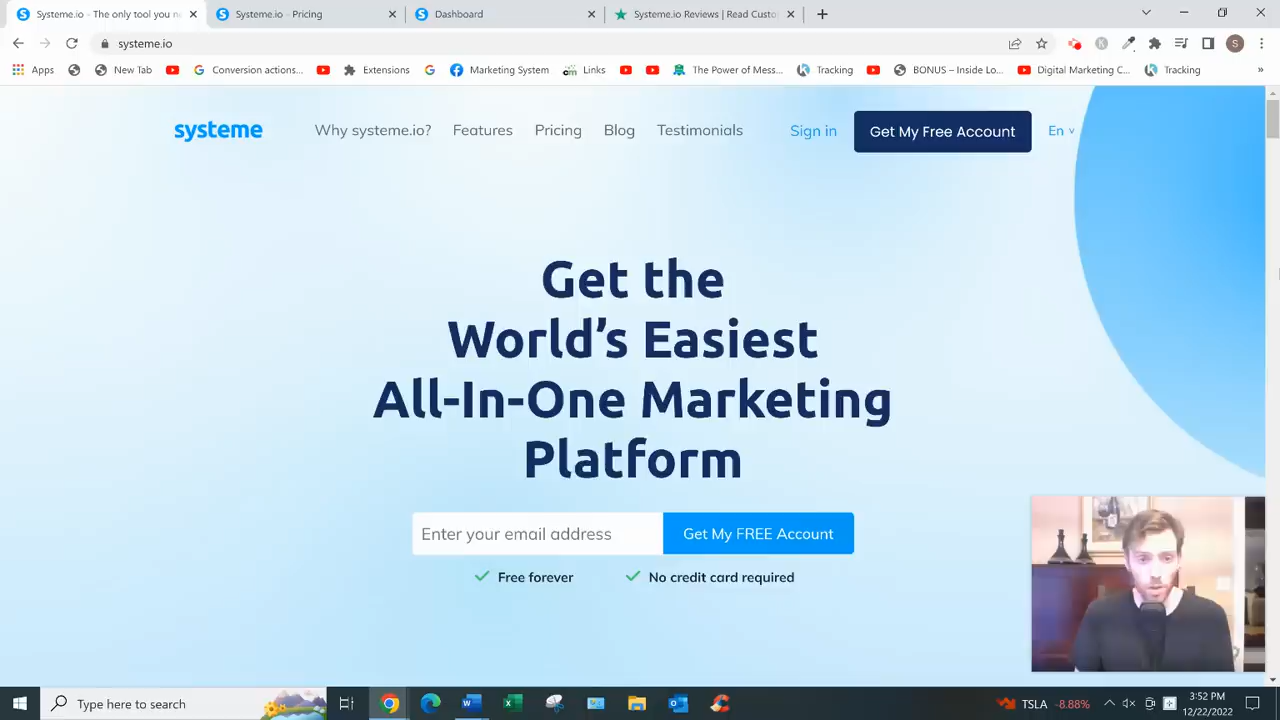 Systeme.io - The only tool you n
Systeme.io - Pricing
Dashboard
Systeme.io Reviews | Read Custo
systeme.io
S
Apps
New Tab
Conversion actions...
Extensions
Marketing System
Links
The Power of Mess...
Tracking
BONUS – Inside Lo...
Digital Marketing C...
Tracking
»
systeme
Why systeme.io?
Features
Pricing
Blog
Testimonials
Sign in
Get My Free Account
En
Get the
World's Easiest
All-In-One Marketing
Platform
Enter your email address
Get My FREE Account
Free forever
No credit card required
Type here to search
TSLA -8.88%
3:52 PM
12/22/2022